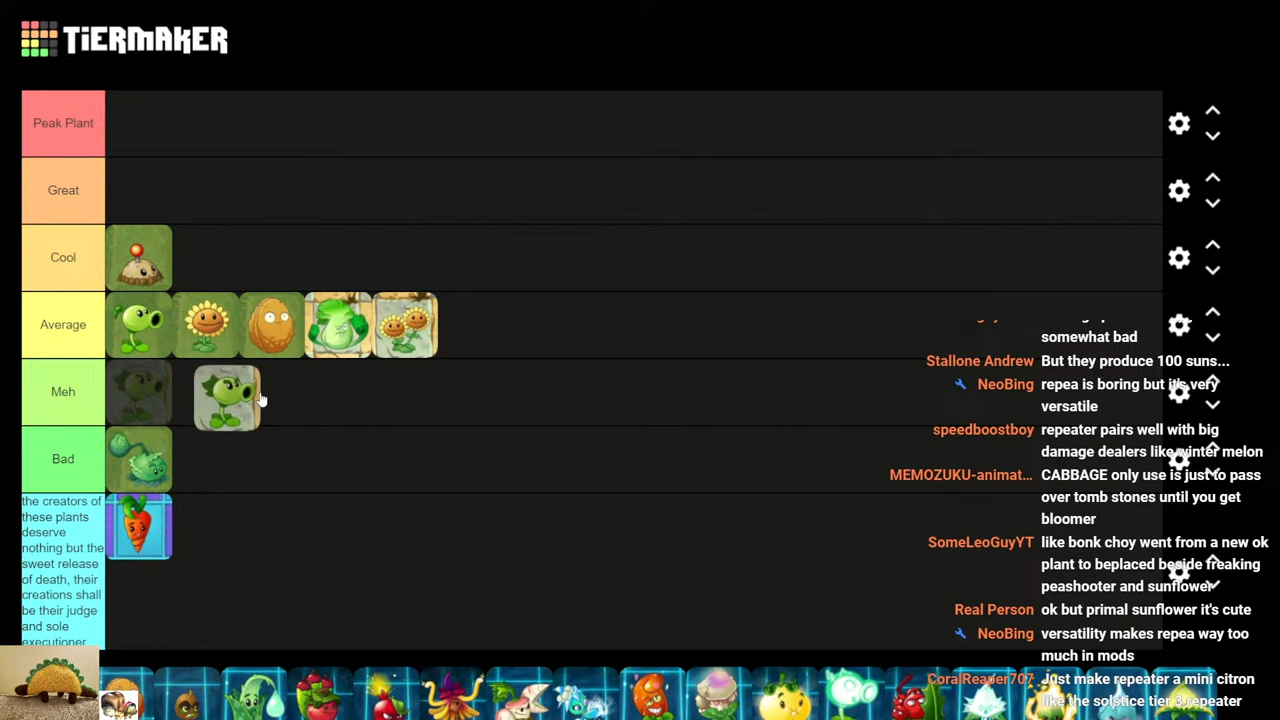 TIERMAKER
Peak Plant
Great
Cool
Average
Meh
Bad
the creators of
these plants
deserve
nothing but the
sweet release
of death, their
creations shall
be their judge
and sole
executioner
somewhat bad
Stallone Andrew But they produce 100 suns...
NeoBing repea is boring but it's very
versatile
speedboostboy repeater pairs well with big
damage dealers like winter melon
MEMOZUKU-animat... CABBAGE only use is just to pass
over tomb stones until you get
bloomer
SomeLeoGuyYT like bonk choy went from a new ok
plant to beplaced beside freaking
peashooter and sunflower
Real Person ok but primal sunflower it's cute
NeoBing versatility makes repea way too
much in mods
CoralReaper707 Just make repeater a mini citron
like the solstice tier 3 repeater